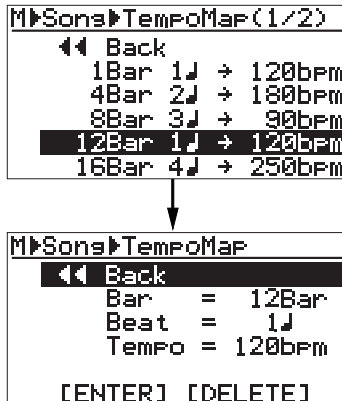 M▶Song▶TempoMap(1/2)
◀◀ Back
1Bar 1♩ → 120bpm
4Bar 2♩ → 180bpm
8Bar 3♩ → 90bpm
12Bar 1♩ → 120bpm
16Bar 4♩ → 250bpm
M▶Song▶TempoMap
◀◀ Back
Bar = 12Bar
Beat = 1♩
Tempo = 120bpm
[ENTER] [DELETE]